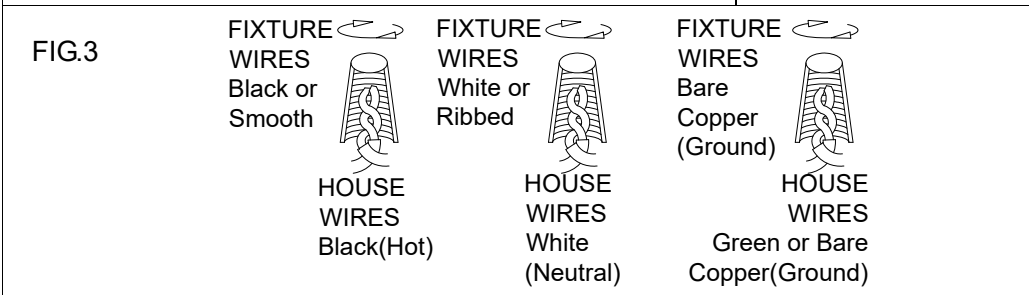 FIG.3
FIXTURE
WIRES
Black or
Smooth
HOUSE
WIRES
Black(Hot)
FIXTURE
WIRES
White or
Ribbed
HOUSE
WIRES
White
(Neutral)
FIXTURE
WIRES
Bare
Copper
(Ground)
HOUSE
WIRES
Green or Bare
Copper(Ground)